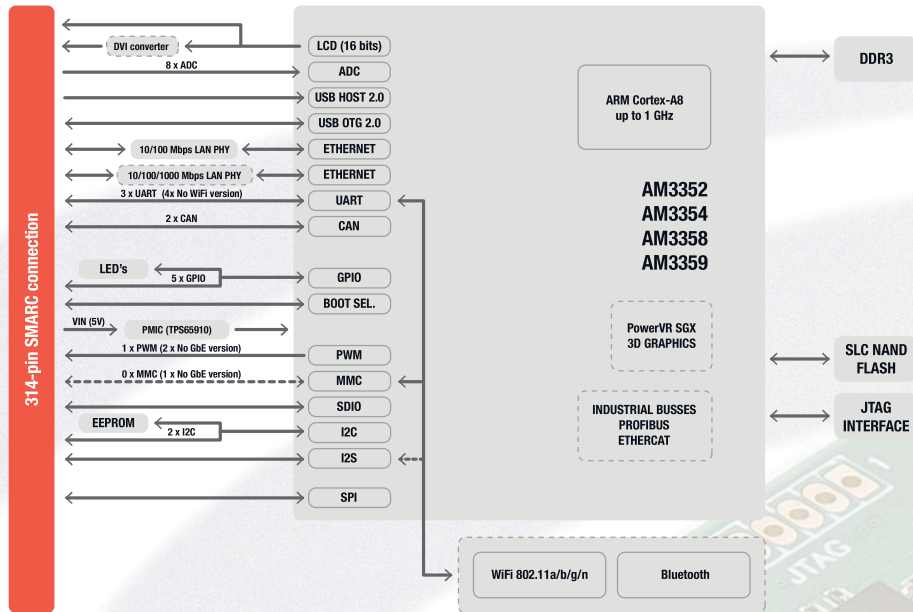 314-pin SMARC connection
DVI converter
8 x ADC
10/100 Mbps LAN PHY
10/100/1000 Mbps LAN PHY
3 x UART (4x No WiFi version)
2 x CAN
LED's
5 x GPIO
VIN (5V)
PMIC (TPS65910)
1 x PWM (2 x No GbE version)
0 x MMC (1 x No GbE version)
EEPROM
2 x I2C
LCD (16 bits)
ADC
USB HOST 2.0
USB OTG 2.0
ETHERNET
ETHERNET
UART
CAN
GPIO
BOOT SEL.
PWM
MMC
SDIO
I2C
I2S
SPI
ARM Cortex-A8
up to 1 GHz
AM3352
AM3354
AM3358
AM3359
PowerVR SGX
3D GRAPHICS
INDUSTRIAL BUSSES
PROFIBUS
ETHERCAT
WiFi 802.11a/b/g/n
Bluetooth
DDR3
SLC NAND
FLASH
JTAG
INTERFACE
1
JTAG